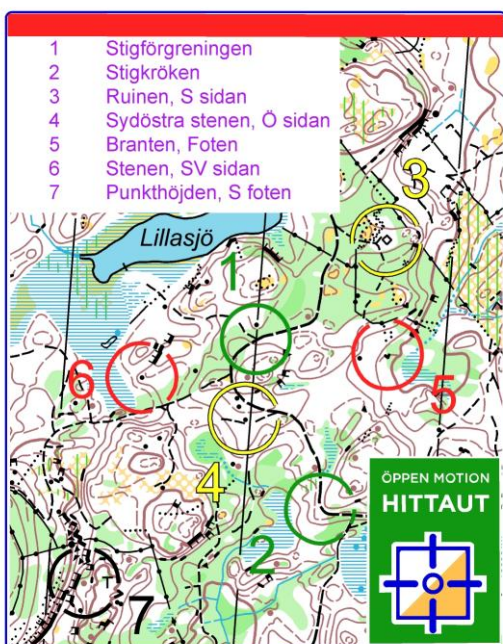 1 Stigförgreningen
2 Stigkröken
3 Ruinen, S sidan
4 Sydöstra stenen, Ö sidan
5 Branten, Foten
6 Stenen, SV sidan
7 Punkthöjden, S foten
Lillasjö
3
1
6
5
4
2
7
T
ÖPPEN MOTION
HITTAUT